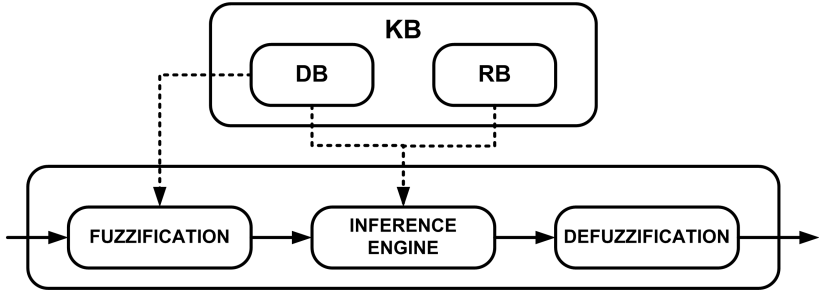 KB
DB
RB
FUZZIFICATION
INFERENCE
ENGINE
DEFUZZIFICATION